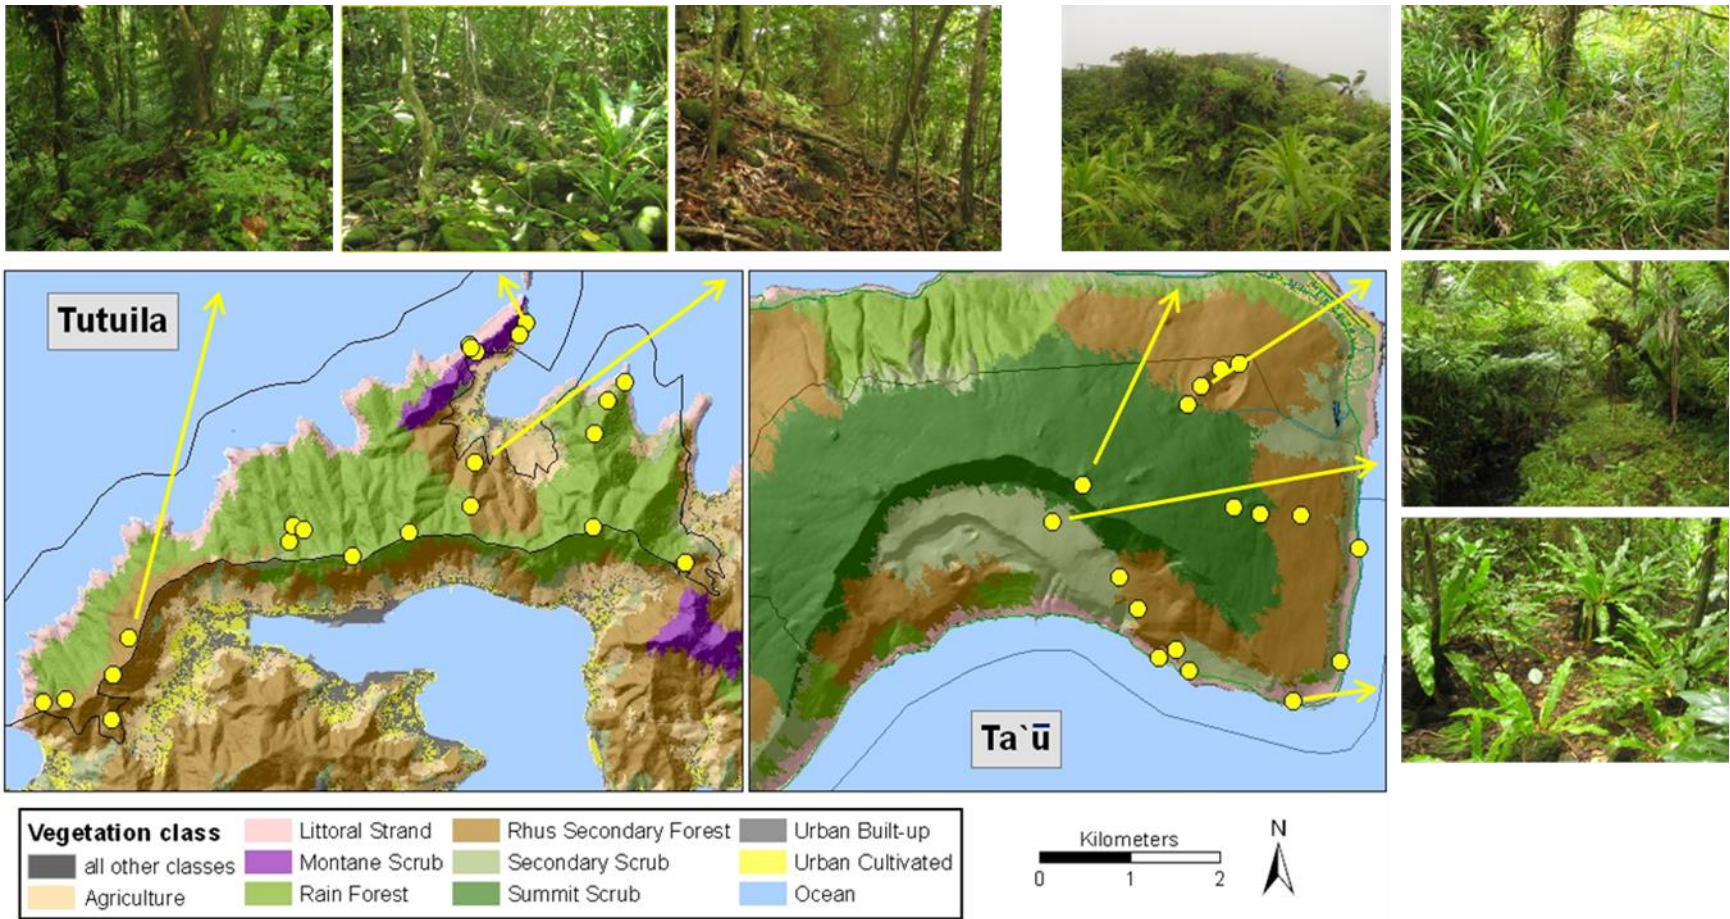 Tutuila
Ta`ū
Vegetation class
all other classes
Agriculture
Littoral Strand
Montane Scrub
Rain Forest
Rhus Secondary Forest
Secondary Scrub
Summit Scrub
Urban Built-up
Urban Cultivated
Ocean
Kilometers
0 1 2
N